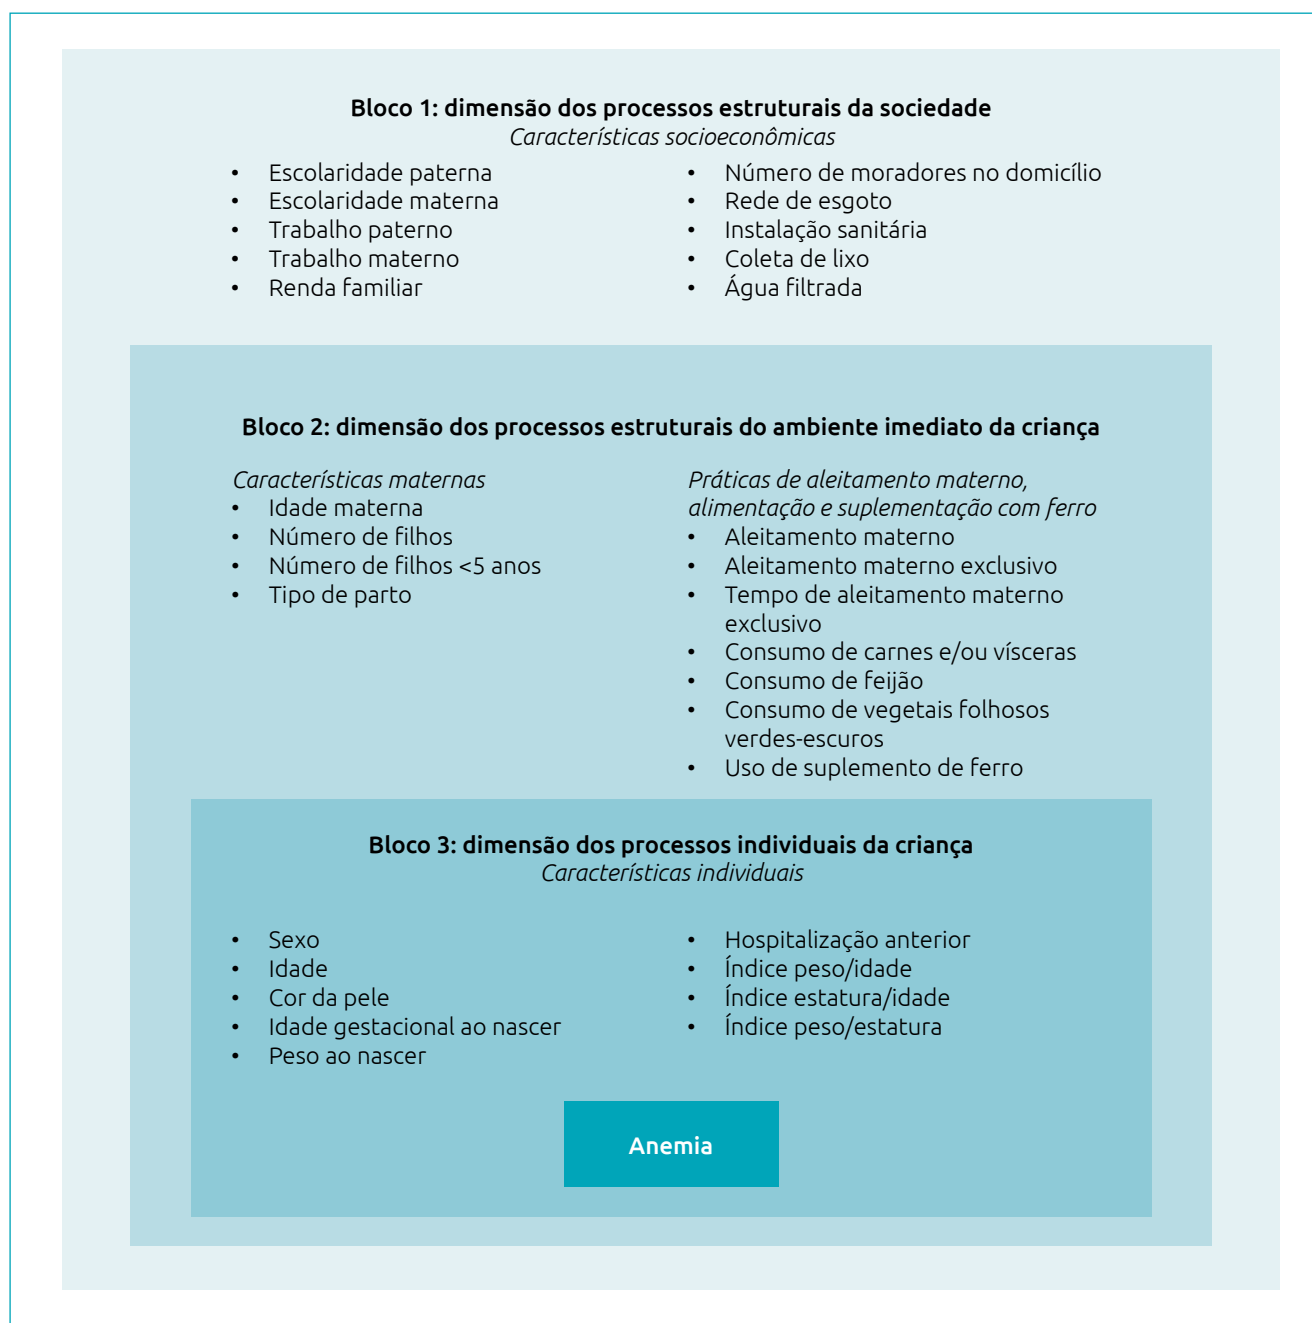 Bloco 1: dimensão dos processos estruturais da sociedade
Características socioeconômicas
• Escolaridade paterna
• Escolaridade materna
• Trabalho paterno
• Trabalho materno
• Renda familiar
• Número de moradores no domicílio
• Rede de esgoto
• Instalação sanitária
• Coleta de lixo
• Água filtrada
Bloco 2: dimensão dos processos estruturais do ambiente imediato da criança
Características maternas
• Idade materna
• Número de filhos
• Número de filhos <5 anos
• Tipo de parto
Práticas de aleitamento materno,
alimentação e suplementação com ferro
• Aleitamento materno
• Aleitamento materno exclusivo
• Tempo de aleitamento materno
exclusivo
• Consumo de carnes e/ou vísceras
• Consumo de feijão
• Consumo de vegetais folhosos
verdes-escuros
• Uso de suplemento de ferro
Bloco 3: dimensão dos processos individuais da criança
Características individuais
• Sexo
• Idade
• Cor da pele
• Idade gestacional ao nascer
• Peso ao nascer
• Hospitalização anterior
• Índice peso/idade
• Índice estatura/idade
• Índice peso/estatura
Anemia